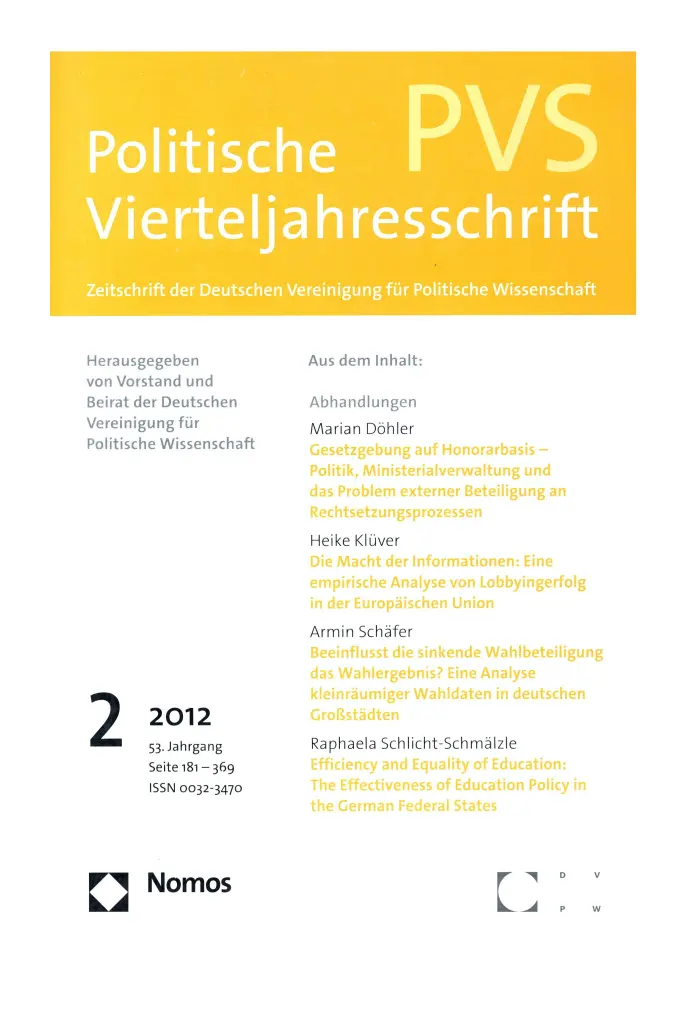 PVS
Politische
Vierteljahresschrift
Zeitschrift der Deutschen Vereinigung für Politische Wissenschaft
Herausgegeben
von Vorstand und
Beirat der Deutschen
Vereinigung für
Politische Wissenschaft
Aus dem Inhalt:
Abhandlungen
Marian Döhler
Gesetzgebung auf Honorarbasis –
Politik, Ministerialverwaltung und
das Problem externer Beteiligung an
Rechtsetzungsprozessen
Heike Klüver
Die Macht der Informationen: Eine
empirische Analyse von Lobbyingerfolg
in der Europäischen Union
Armin Schäfer
Beeinflusst die sinkende Wahlbeteiligung
das Wahlergebnis? Eine Analyse
kleinräumiger Wahldaten in deutschen
Großstädten
Raphaela Schlicht-Schmälzle
Efficiency and Equality of Education:
The Effectiveness of Education Policy in
the German Federal States
2 2012
53. Jahrgang
Seite 181 – 369
ISSN 0032-3470
Nomos
D V
P W